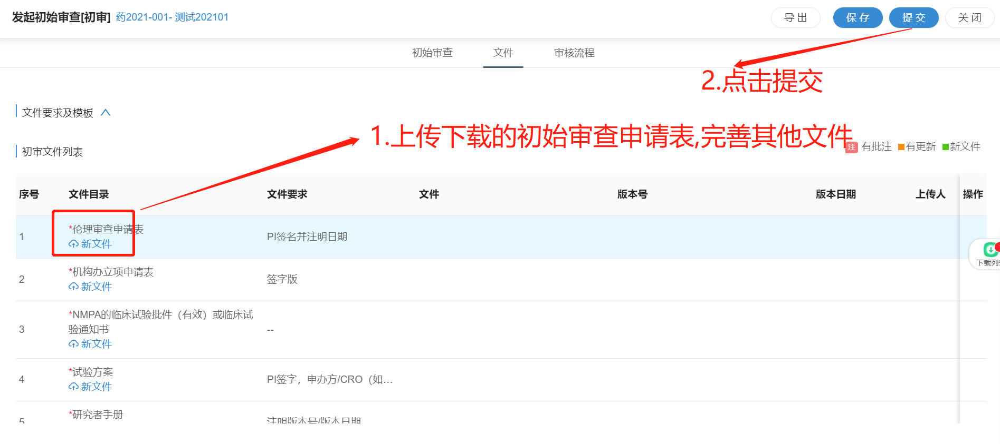 发起初始审查[初审] 药2021-001- 测试202101
导 出 保 存 提 交 关 闭
初始审查 文件 审核流程
2.点击提交
文件要求及模板
1.上传下载的初始审查申请表,完善其他文件
初审文件列表
注 有批注 有更新 新文件
序号 文件目录 文件要求 文件 版本号 版本日期 上传人 操作
1 *伦理审查申请表 PI签名并注明日期
新文件
2 *机构办立项申请表 签字版
新文件
3 *NMPA的临床试验批件（有效）或临床试
验通知书 --
新文件
4 *试验方案 PI签字，申办方/CRO（如...
新文件
5 *研究者手册 注明版本号/版本日期
下载列